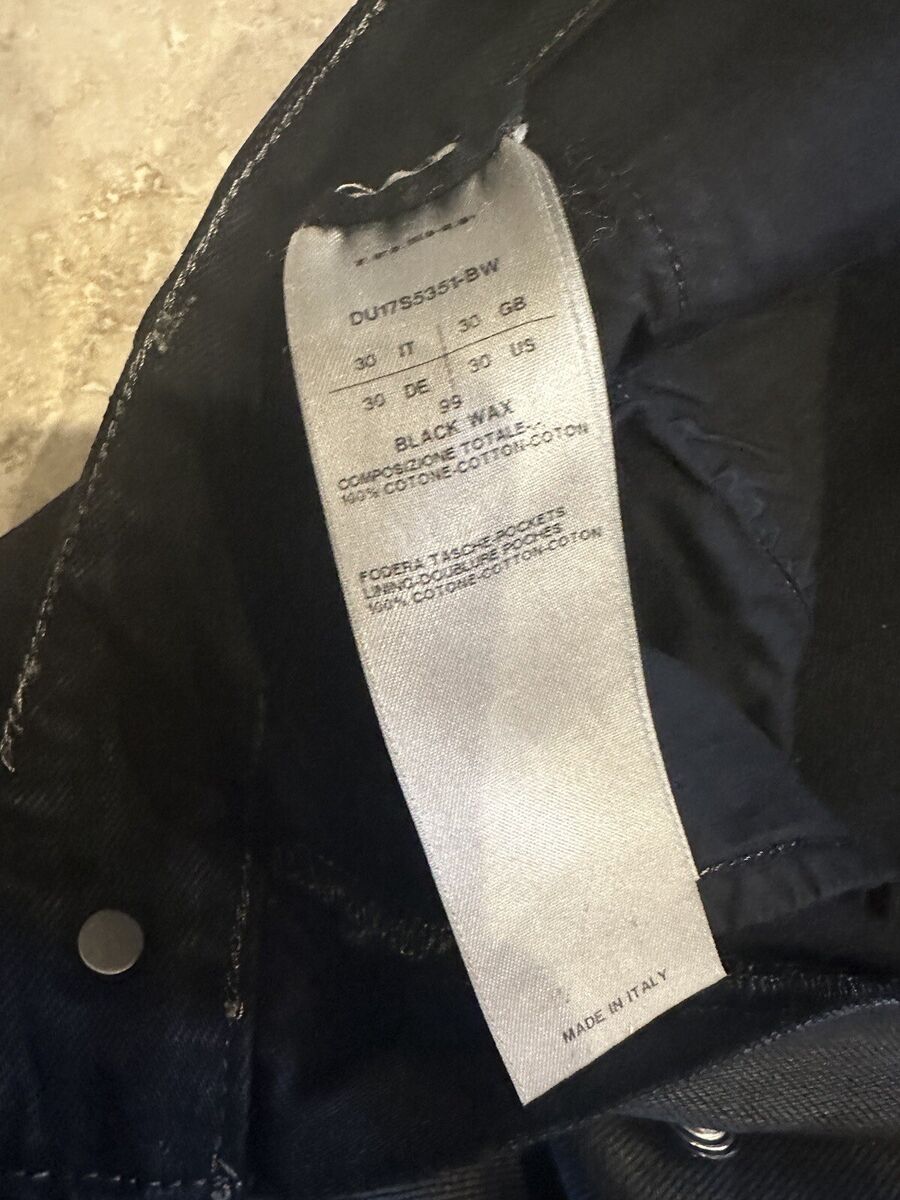 DU17S5351-BW
30 IT 30 GB
30 DE 30 US
99
BLACK WAX
COMPOSIZIONE TOTALE-.
100% COTONE-COTTON-COTON
FODERA TASCHE-POCKETS
LINING-DOUBLURE POCHES
100% COTONE-COTTON-COTON
MADE IN ITALY